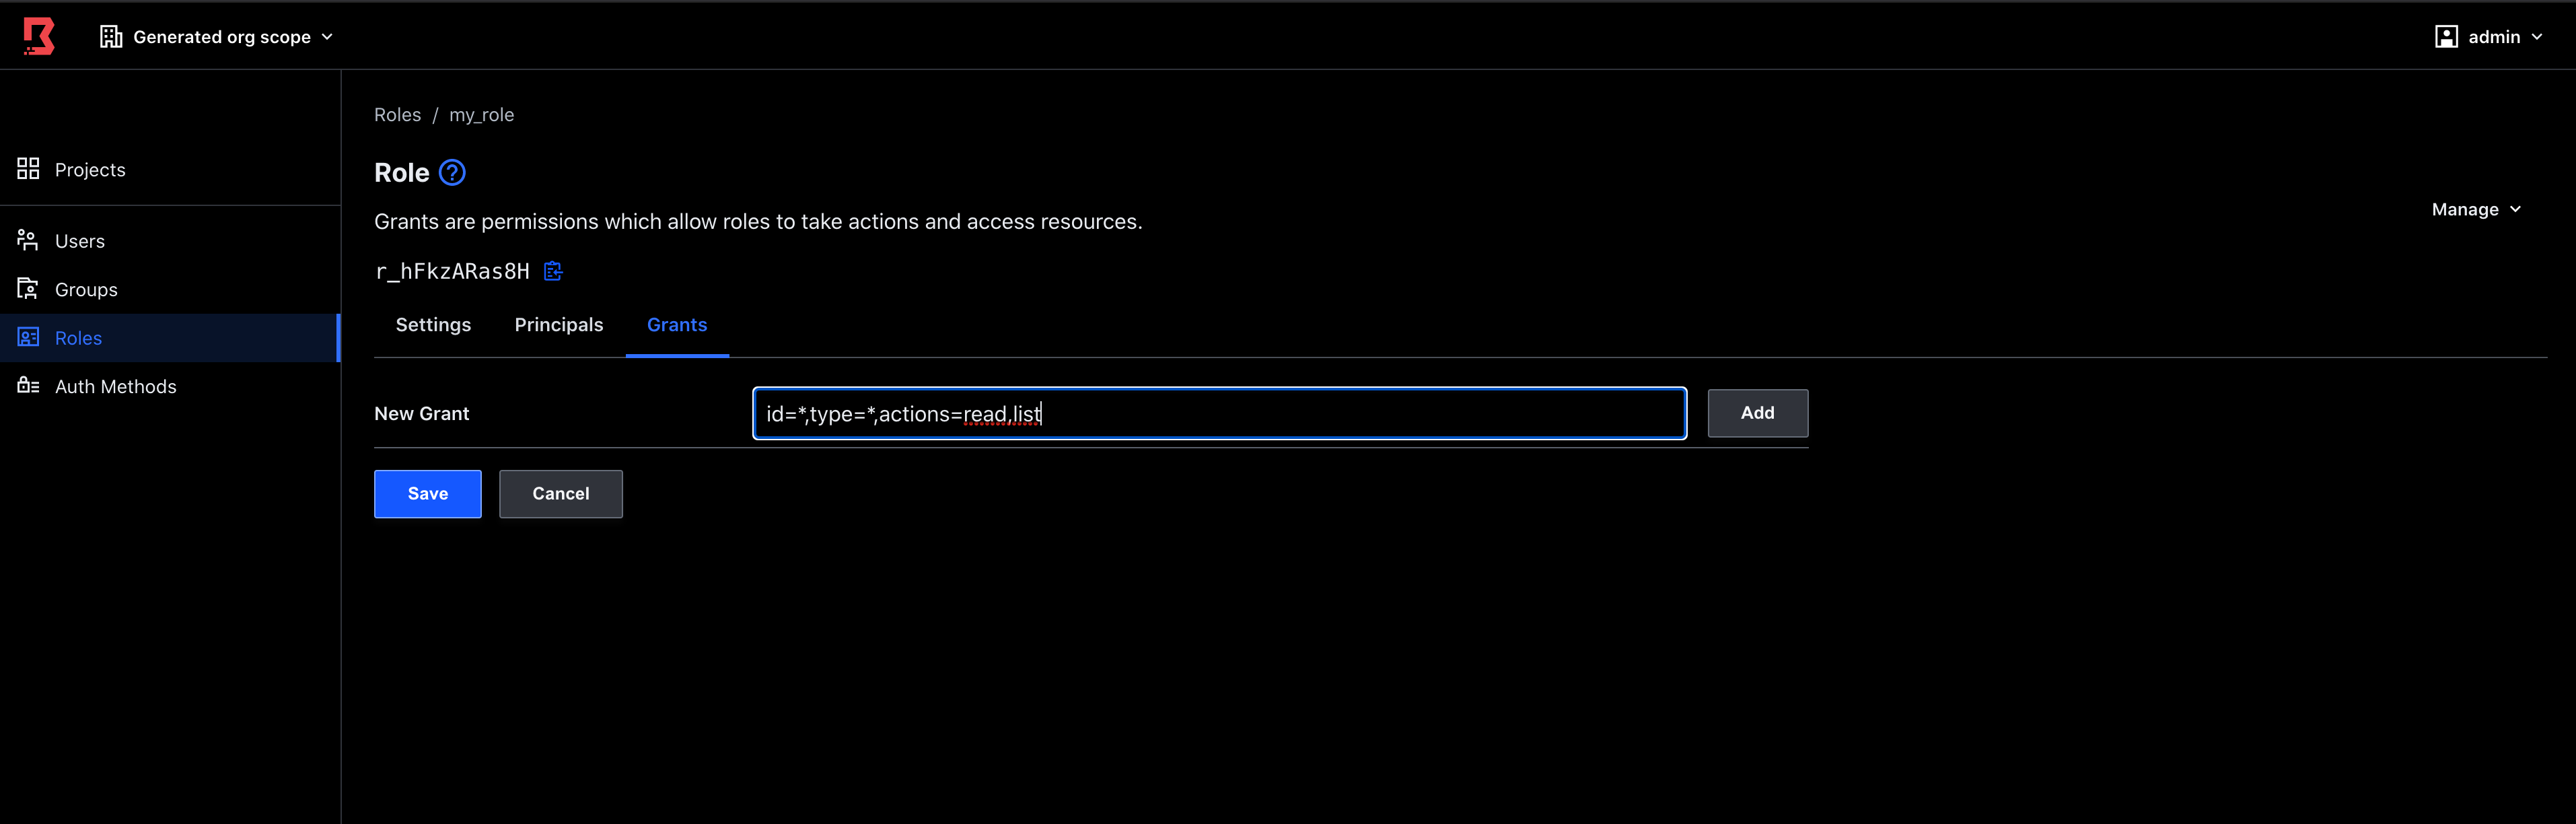 Generated org scope
admin
Projects
Users
Groups
Roles
Auth Methods
Roles / my_role
Role
Grants are permissions which allow roles to take actions and access resources.
Manage
r_hFkzARas8H
Settings Principals Grants
New Grant
id=*,type=*,actions=read,list
Add
Save Cancel